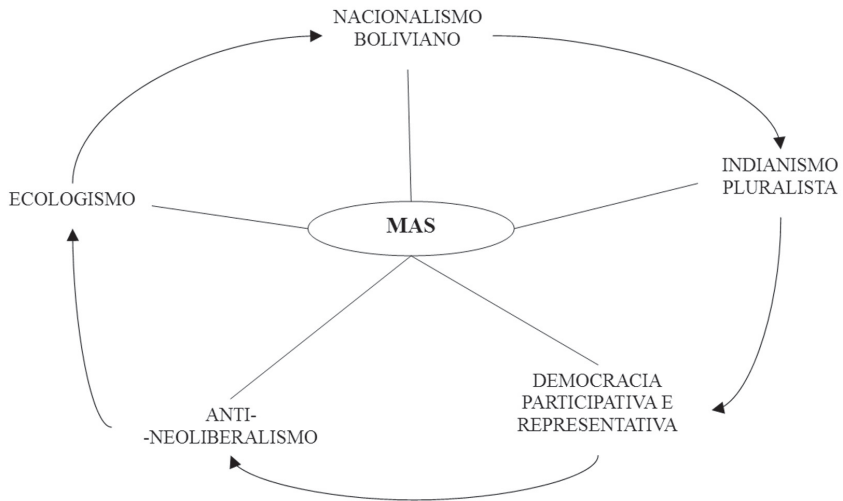 NACIONALISMO
BOLIVIANO
INDIANISMO
PLURALISTA
ECOLOGISMO
MAS
DEMOCRACIA
PARTICIPATIVA E
REPRESENTATIVA
ANTI-
-NEOLIBERALISMO